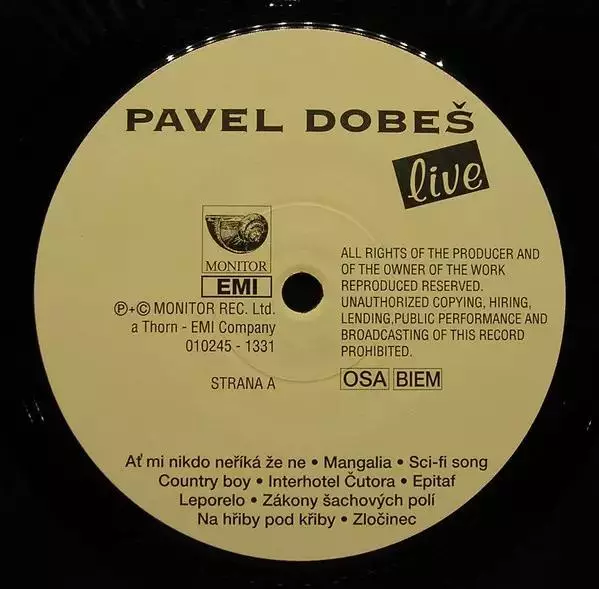 PAVEL DOBEŠ
live
MONITOR
EMI
℗+© MONITOR REC. Ltd.
a Thorn - EMI Company
010245 - 1331
STRANA A
ALL RIGHTS OF THE PRODUCER AND
OF THE OWNER OF THE WORK
REPRODUCED RESERVED.
UNAUTHORIZED COPYING, HIRING,
LENDING,PUBLIC PERFORMANCE AND
BROADCASTING OF THIS RECORD
PROHIBITED.
OSA BIEM
Ať mi nikdo neříká že ne • Mangalia • Sci-fi song
Country boy • Interhotel Čutora • Epitaf
Leporelo • Zákony šachových polí
Na hřiby pod křiby • Zločinec